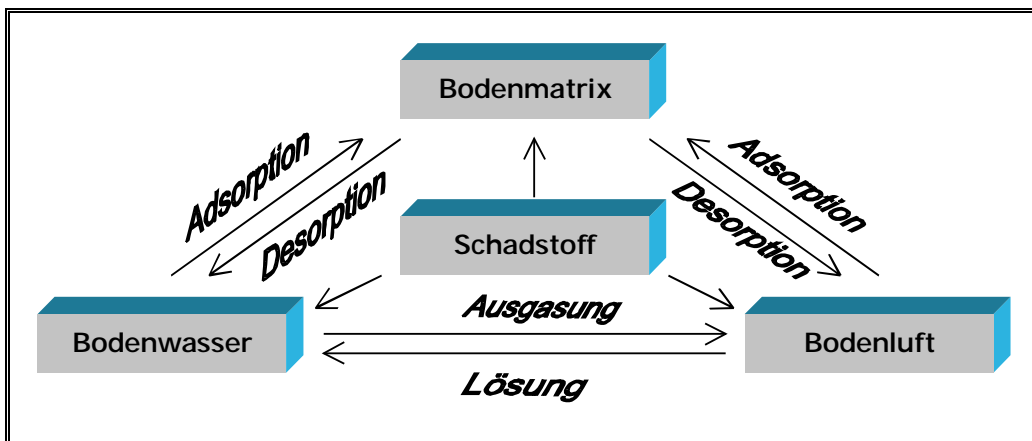 Bodenmatrix
Adsorption
Desorption
Adsorption
Desorption
Schadstoff
Ausgasung
Bodenwasser
Bodenluft
Lösung